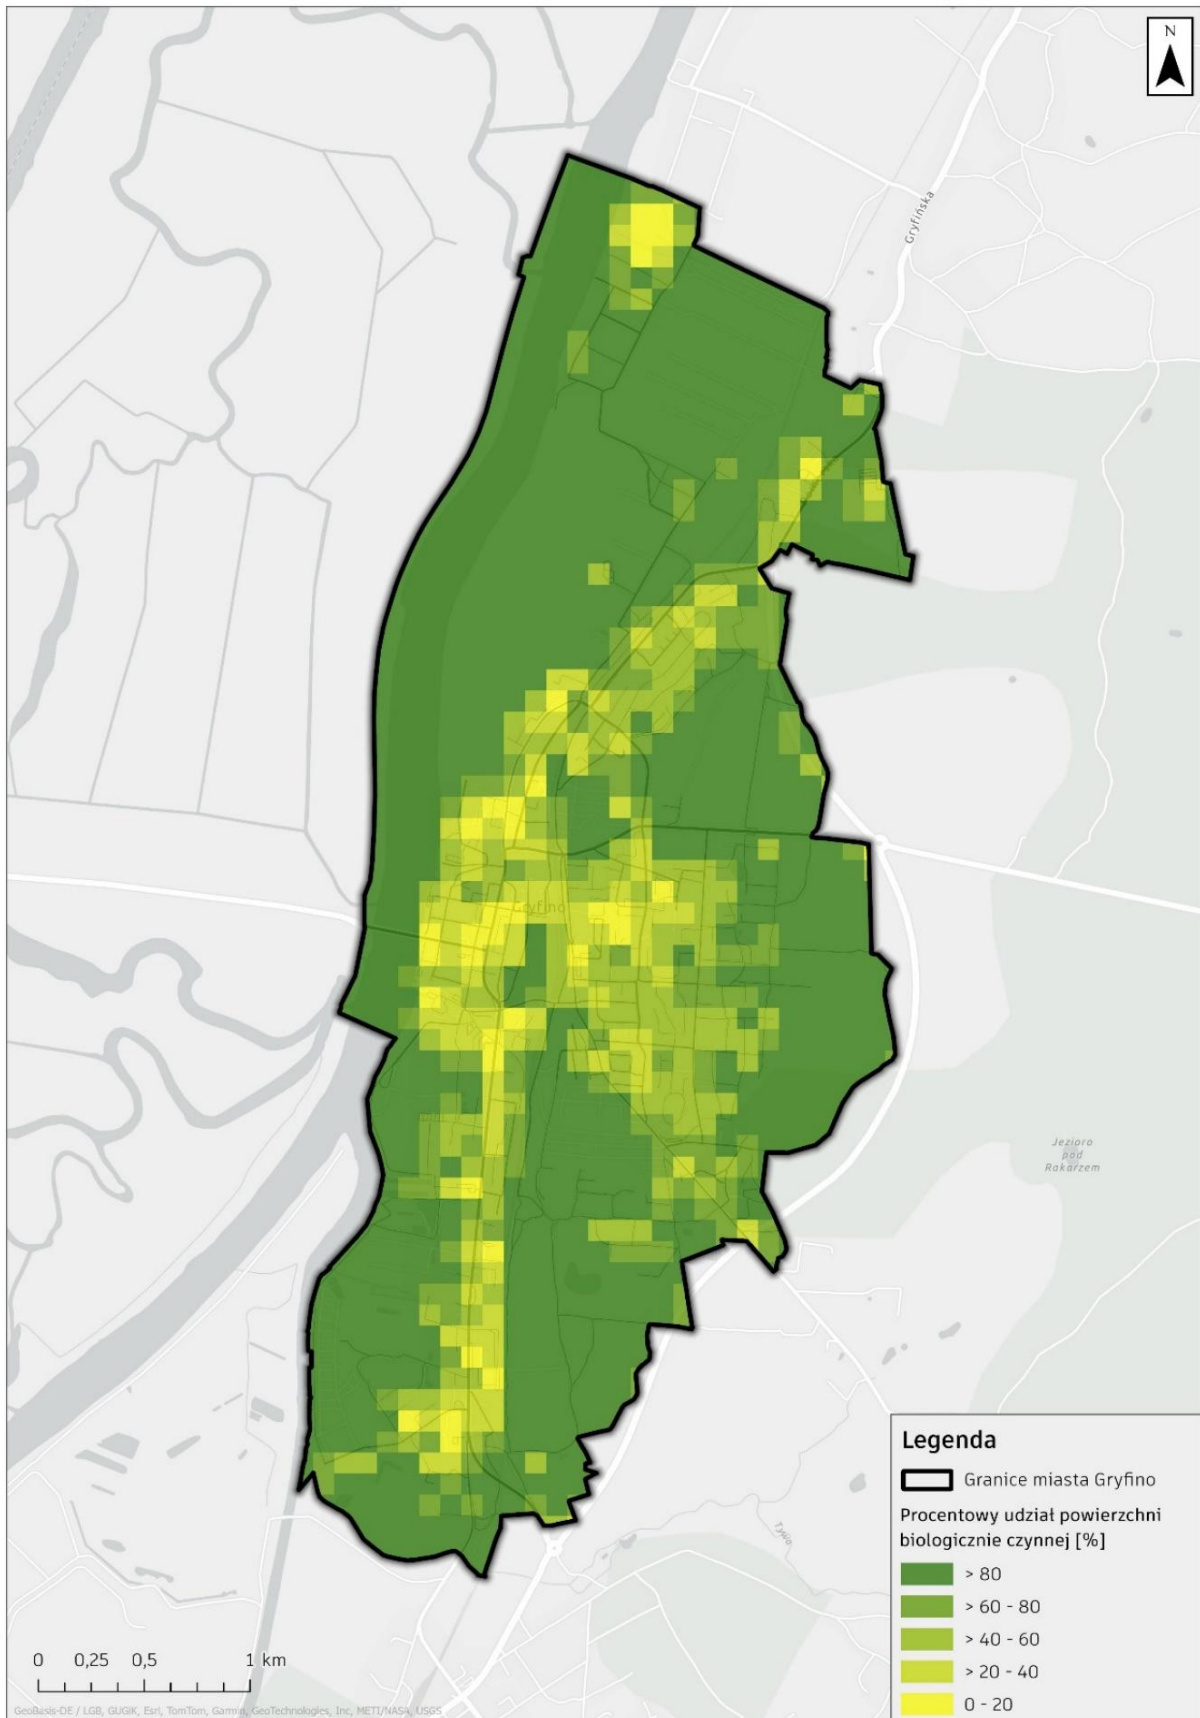 N
Gryfińska
Gryfino
Jezioro
pod
Rakarzem
Tywa
Legenda
Granice miasta Gryfino
Procentowy udział powierzchni
biologicznie czynnej [%]
> 80
> 60 - 80
> 40 - 60
> 20 - 40
0 - 20
0 0,25 0,5 1 km
GeoBasis-DE / LGB, GUGiK, Esri, TomTom, Garmin, GeoTechnologies, Inc, METI/NASA, USGS